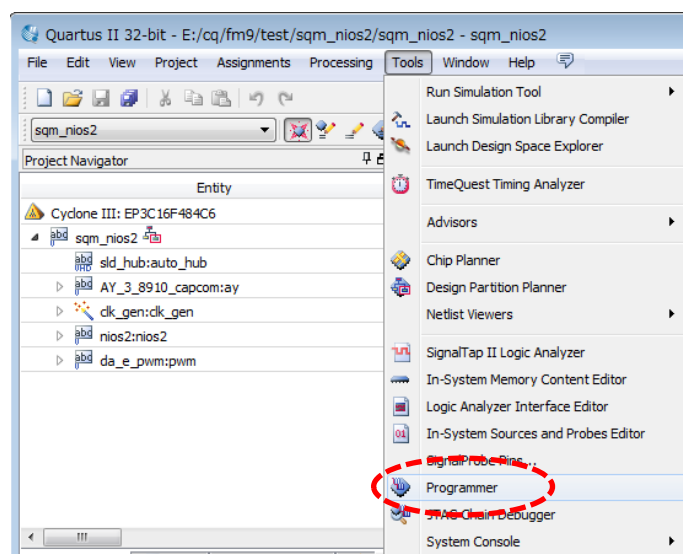 Quartus II 32-bit - E:/cq/fm9/test/sqm_nios2/sqm_nios2 - sqm_nios2
File Edit View Project Assignments Processing Tools Window Help
sqm_nios2
Project Navigator
Entity
Cyclone III: EP3C16F484C6
sqm_nios2
sld_hub:auto_hub
AY_3_8910_capcom:ay
clk_gen:clk_gen
nios2:nios2
da_e_pwm:pwm
Run Simulation Tool
Launch Simulation Library Compiler
Launch Design Space Explorer
TimeQuest Timing Analyzer
Advisors
Chip Planner
Design Partition Planner
Netlist Viewers
SignalTap II Logic Analyzer
In-System Memory Content Editor
Logic Analyzer Interface Editor
In-System Sources and Probes Editor
SignalProbe Pins...
Programmer
JTAG Chain Debugger
System Console